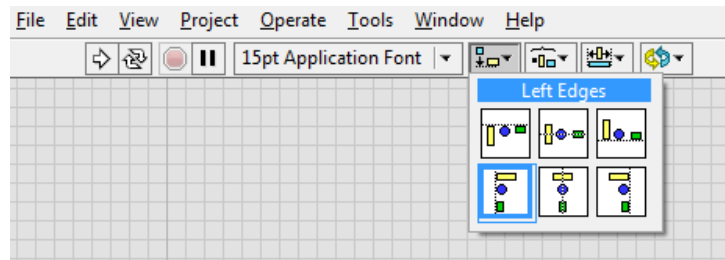 File Edit View Project Operate Tools Window Help
15pt Application Font
Left Edges